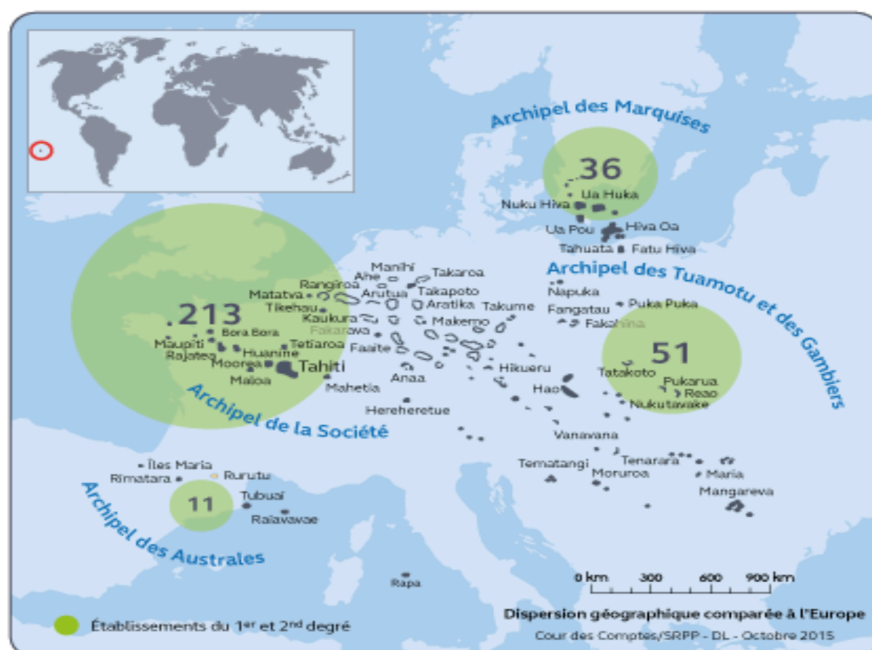 Archipel des Marquises
36
Ua Huka
Nuku Hiva
Ua Pou
Hiva Oa
Tahuata
Fatu Hiva
Archipel des Tuamotu et des Gambiers
Manihi
Ahe
Takaroa
Rangiroa
Matatva
Arutua
Takapoto
Napuka
Tikehau
Aratika
Takume
Puka Puka
Fangatau
213
Kaukura
Makemo
Fakahina
Bora Bora
Fakarava
Maupiti
Tetiaroa
Faaite
51
Rajatea
Huanine
Moorea
Tahiti
Hikueru
Tatakoto
Maioa
Anaa
Pukarua
Mahetia
Hao
Reao
Archipel de la Société
Hereheretue
Nukutavake
Vanavana
Îles Maria
Tematangi
Tenarara
Rimatara
Rururtu
Moruroa
Maria
11
Tubuai
Mangareva
Raiavavae
Archipel des Australes
Rapa
0 km 300 600 900 km
Établissements du 1er et 2nd degré
Dispersion géographique comparée à l'Europe
Cour des Comptes/SRPP - DL - Octobre 2015